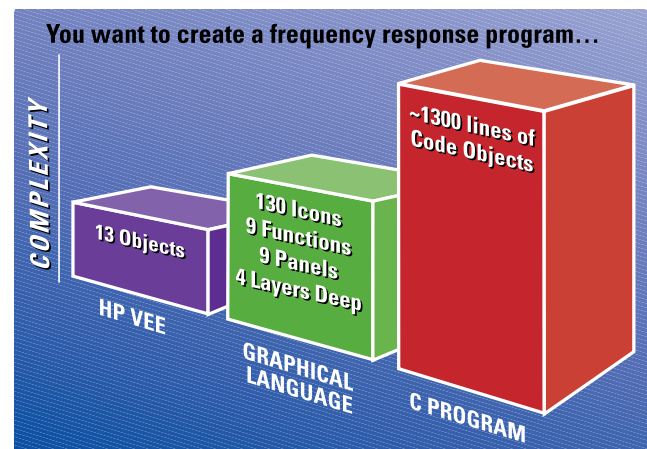 You want to create a frequency response program...
COMPLEXITY
13 Objects
HP VEE
130 Icons
9 Functions
9 Panels
4 Layers Deep
GRAPHICAL
LANGUAGE
~1300 lines of
Code Objects
C PROGRAM